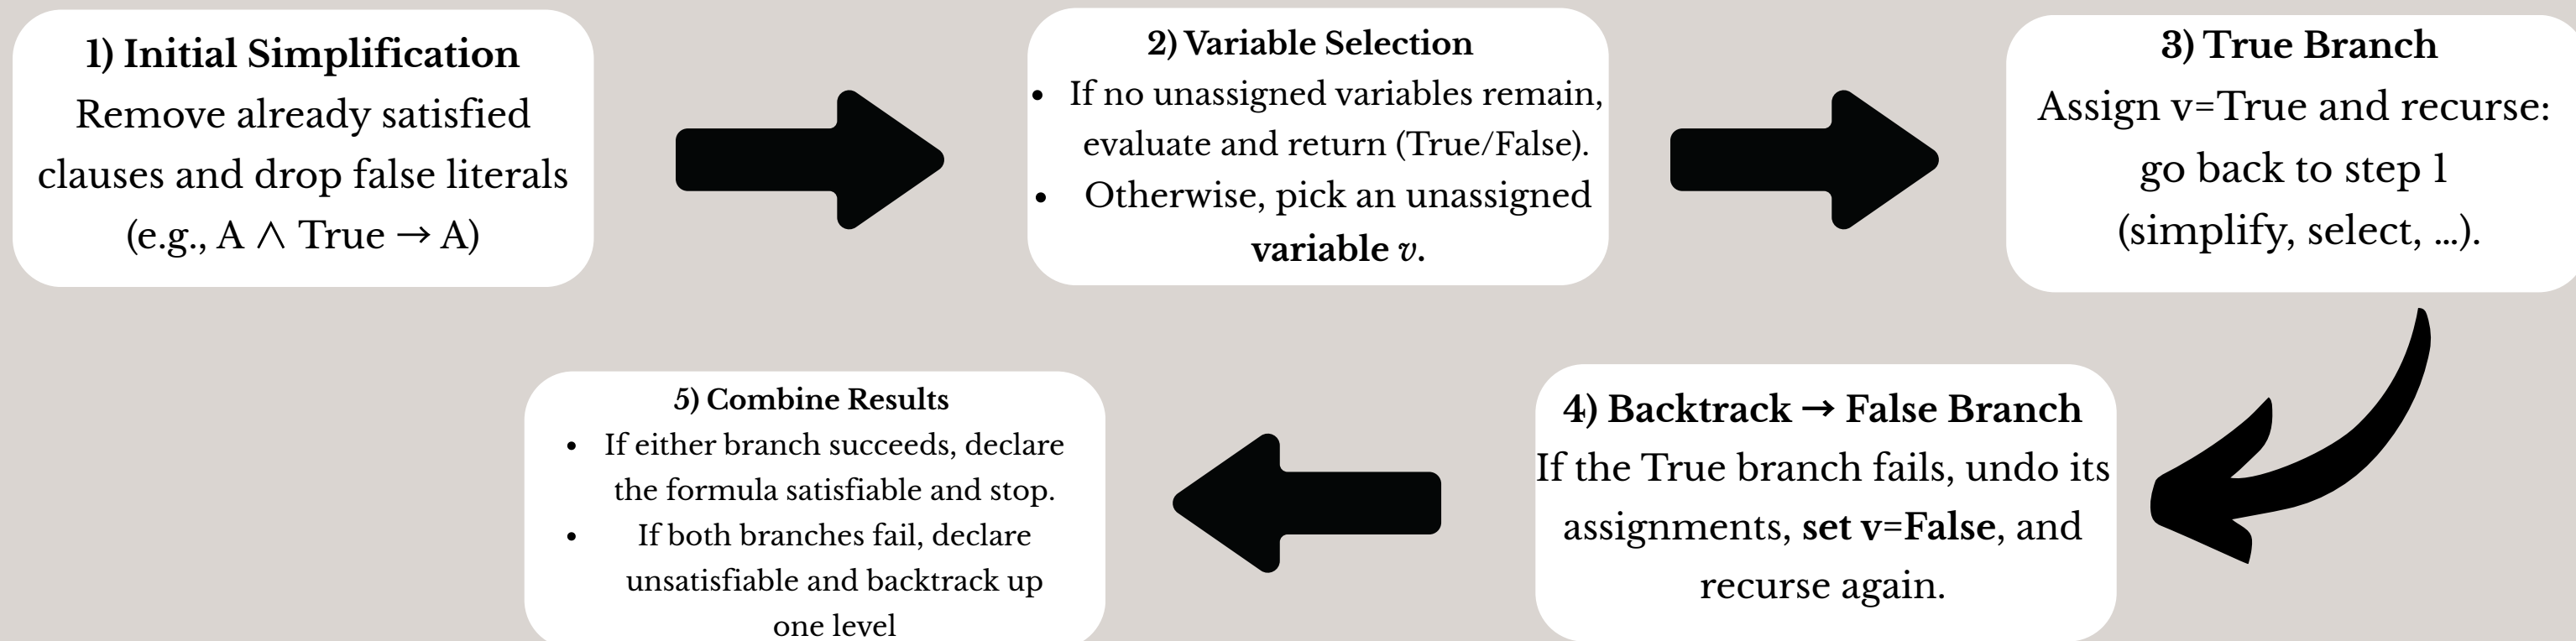 1) Initial Simplification
Remove already satisfied
clauses and drop false literals
(e.g., A ∧ True → A)
2) Variable Selection
• If no unassigned variables remain,
evaluate and return (True/False).
• Otherwise, pick an unassigned
variable v.
3) True Branch
Assign v=True and recurse:
go back to step 1
(simplify, select, …).
4) Backtrack → False Branch
If the True branch fails, undo its
assignments, set v=False, and
recurse again.
5) Combine Results
• If either branch succeeds, declare
the formula satisfiable and stop.
• If both branches fail, declare
unsatisfiable and backtrack up
one level